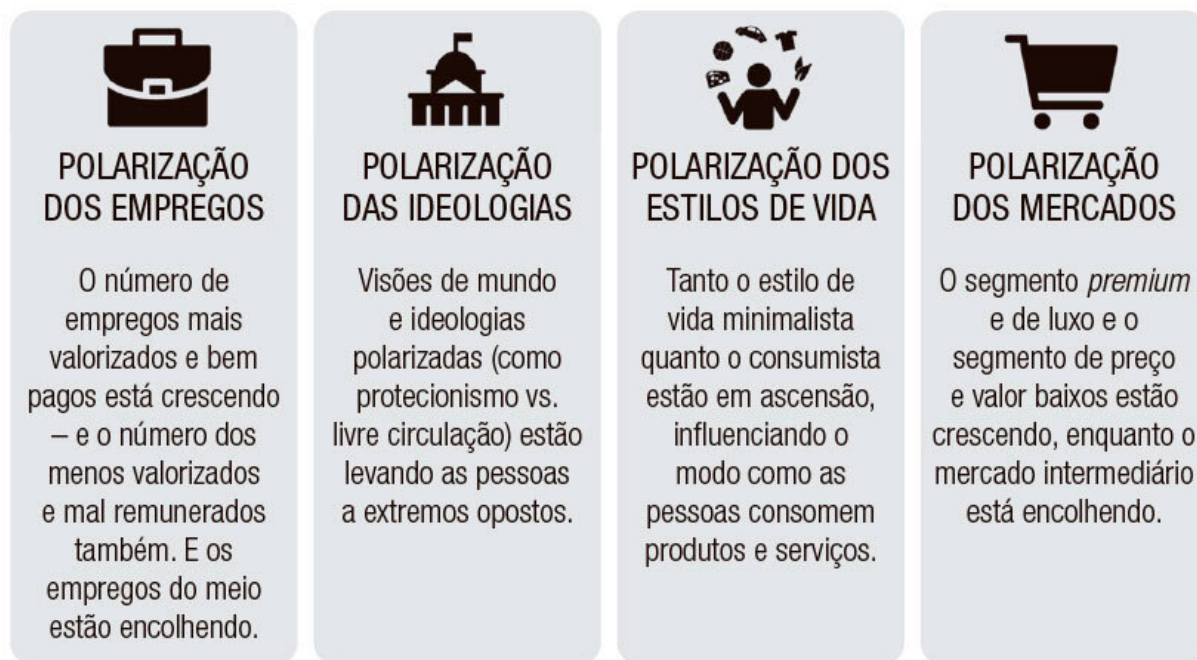 POLARIZAÇÃO
DOS EMPREGOS
O número de
empregos mais
valorizados e bem
pagos está crescendo
– e o número dos
menos valorizados
e mal remunerados
também. E os
empregos do meio
estão encolhendo.
POLARIZAÇÃO
DAS IDEOLOGIAS
Visões de mundo
e ideologias
polarizadas (como
protecionismo vs.
livre circulação) estão
levando as pessoas
a extremos opostos.
POLARIZAÇÃO DOS
ESTILOS DE VIDA
Tanto o estilo de
vida minimalista
quanto o consumista
estão em ascensão,
influenciando o
modo como as
pessoas consomem
produtos e serviços.
POLARIZAÇÃO
DOS MERCADOS
O segmento premium
e de luxo e o
segmento de preço
e valor baixos estão
crescendo, enquanto o
mercado intermediário
está encolhendo.